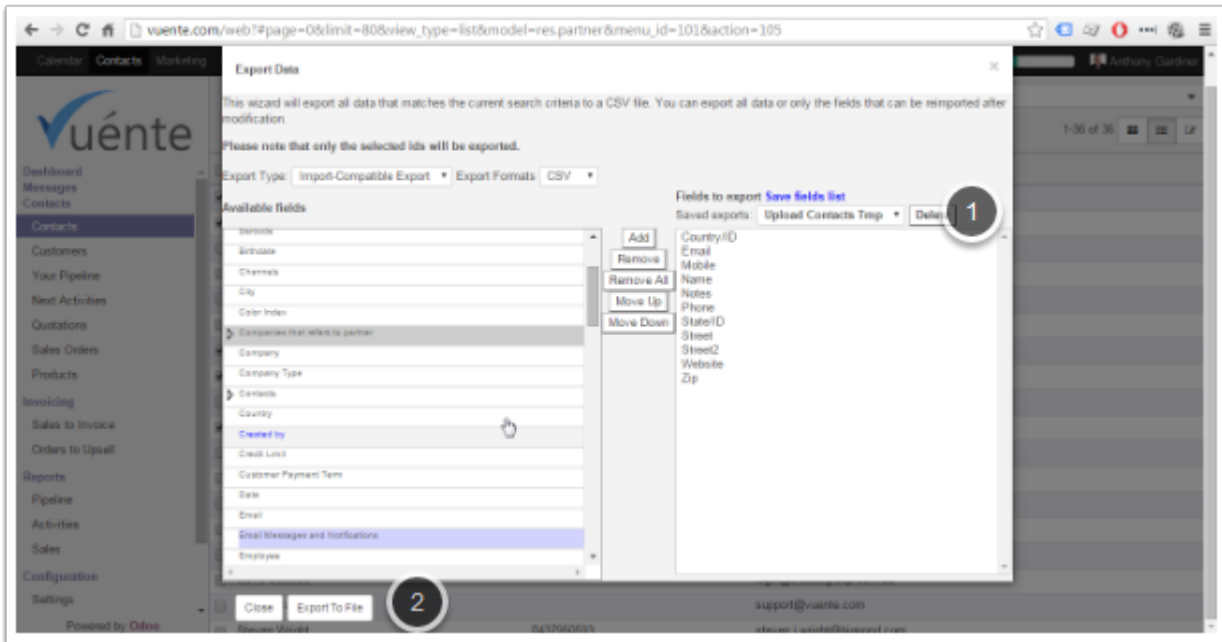 vuente.com/web?#page=0&limit=80&view_type=list&model=res.partner&menu_id=101&action=105
Calendar Contacts Marketing
Anthony Gardner
Export Data
×
This wizard will export all data that matches the current search criteria to a CSV file. You can export all data or only the fields that can be reimported after
modification.
Please note that only the selected ids will be exported.
Export Type: Import-Compatible Export Export Formats CSV
Available fields
Barcode
Birthdate
Channels
City
Color Index
Companies that refers to partner
Company
Company Type
Contacts
Country
Created by
Credit Limit
Customer Payment Term
Date
Email
Email Messages and Notifications
Employee
Add
Remove
Remove All
Move Up
Move Down
Fields to export Save fields list
Saved exports: Upload Contacts Tmp
1
Country/ID
Email
Mobile
Name
Notes
Phone
State/ID
Street
Street2
Website
Zip
Close Export To File
2
1-36 of 36
Vuénte
Dashboard
Messages
Contacts
Contacts
Customers
Your Pipeline
Next Activities
Quotations
Sales Orders
Products
Invoicing
Sales to Invoice
Orders to Upsell
Reports
Pipeline
Activities
Sales
Configuration
Settings
Powered by Odoo
support@vuente.com
Steven Wright